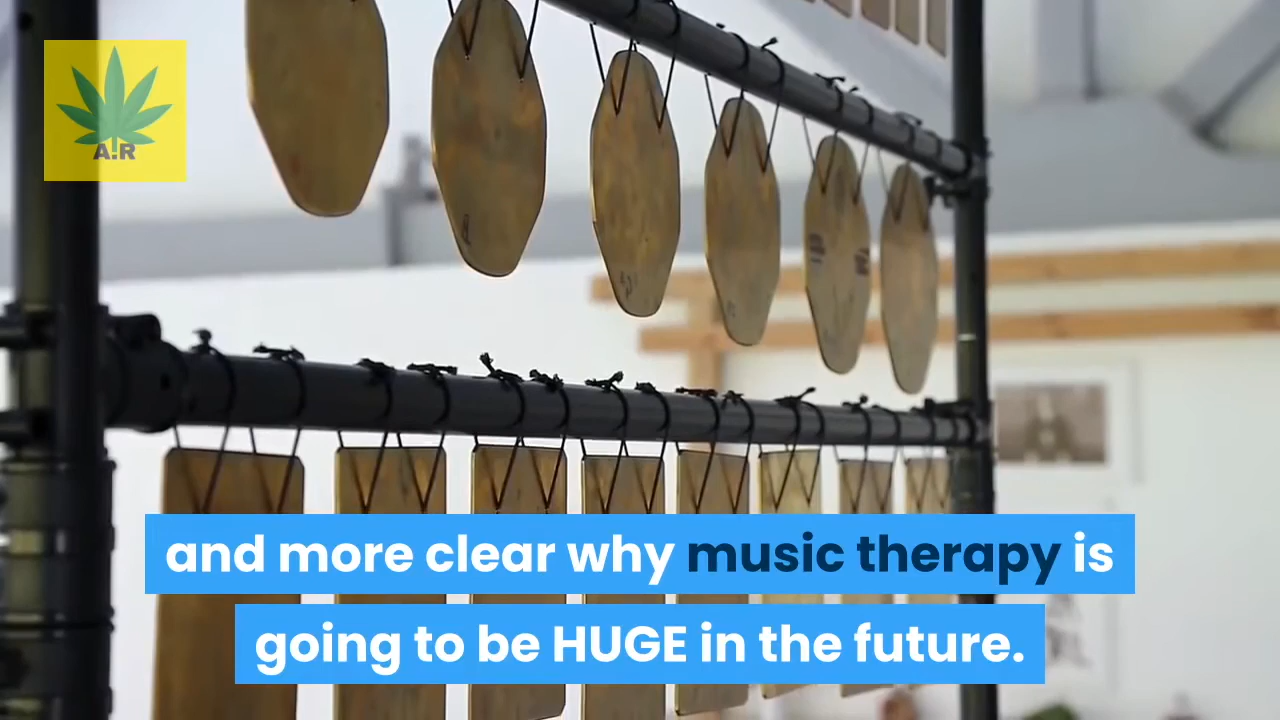 A!R
and more clear why music therapy is
going to be HUGE in the future.